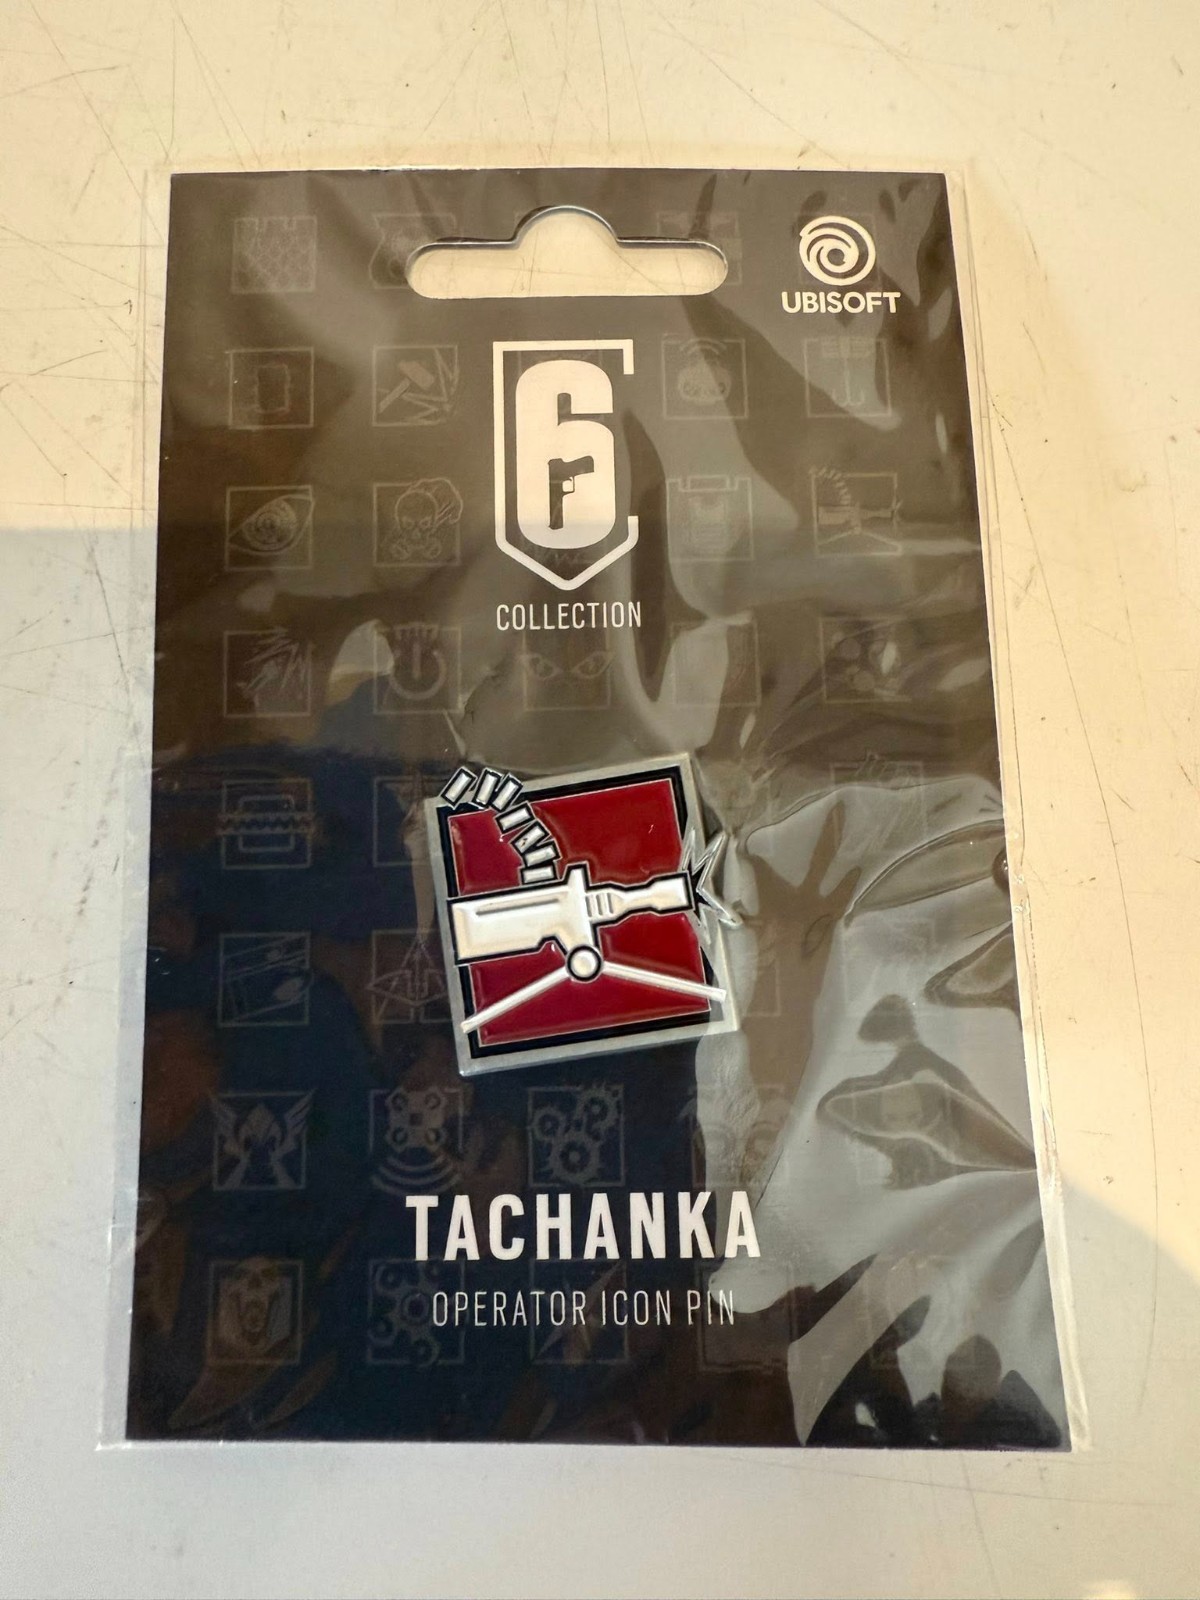 UBISOFT
6
COLLECTION
TACHANKA
OPERATOR ICON PIN